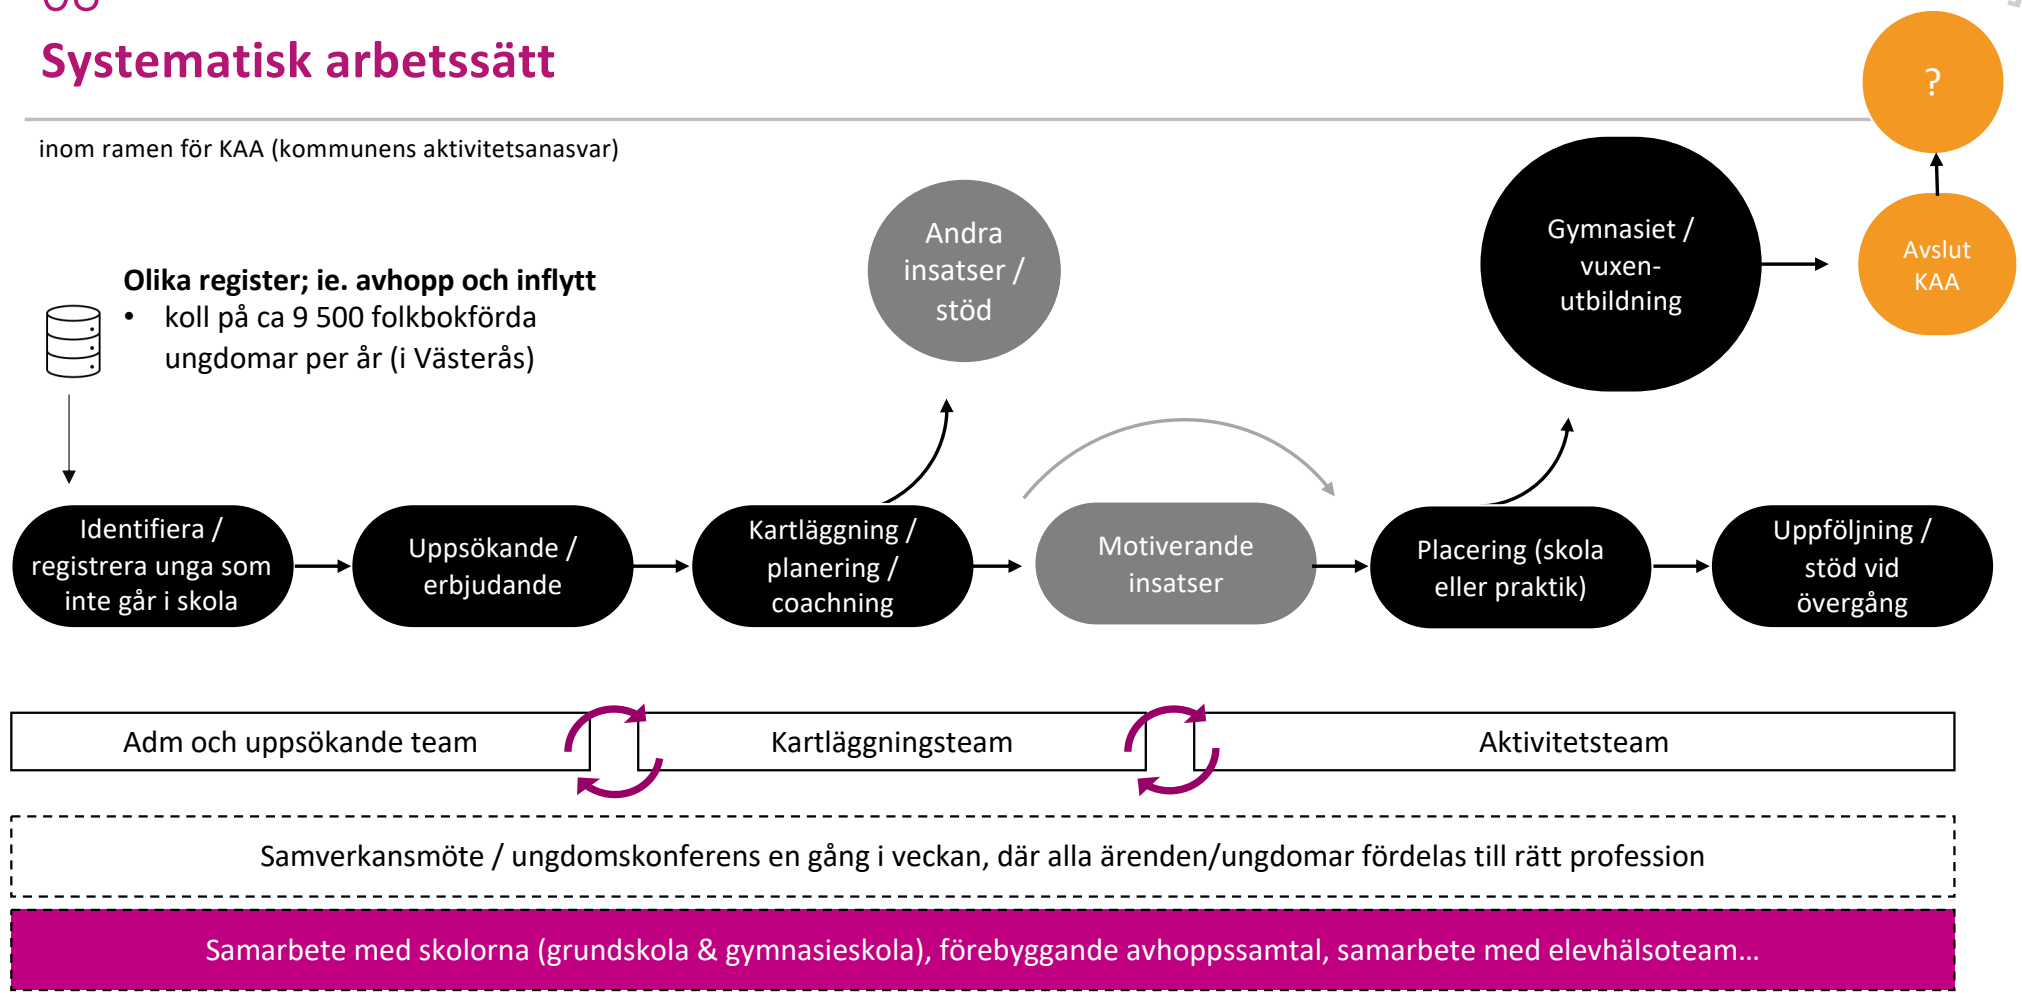 Systematisk arbetssätt
?
inom ramen för KAA (kommunens aktivitetsanasvar)
Olika register; ie. avhopp och inflytt
• koll på ca 9 500 folkbokförda
ungdomar per år (i Västerås)
Andra
insatser /
stöd
Gymnasiet /
vuxen-
utbildning
Avslut
KAA
Identifiera /
registrera unga som
inte går i skola
Uppsökande /
erbjudande
Kartläggning /
planering /
coachning
Motiverande
insatser
Placering (skola
eller praktik)
Uppföljning /
stöd vid
övergång
Adm och uppsökande team
Kartläggningsteam
Aktivitetsteam
Samverkansmöte / ungdomskonferens en gång i veckan, där alla ärenden/ungdomar fördelas till rätt profession
Samarbete med skolorna (grundskola & gymnasieskola), förebyggande avhoppssamtal, samarbete med elevhälsoteam…